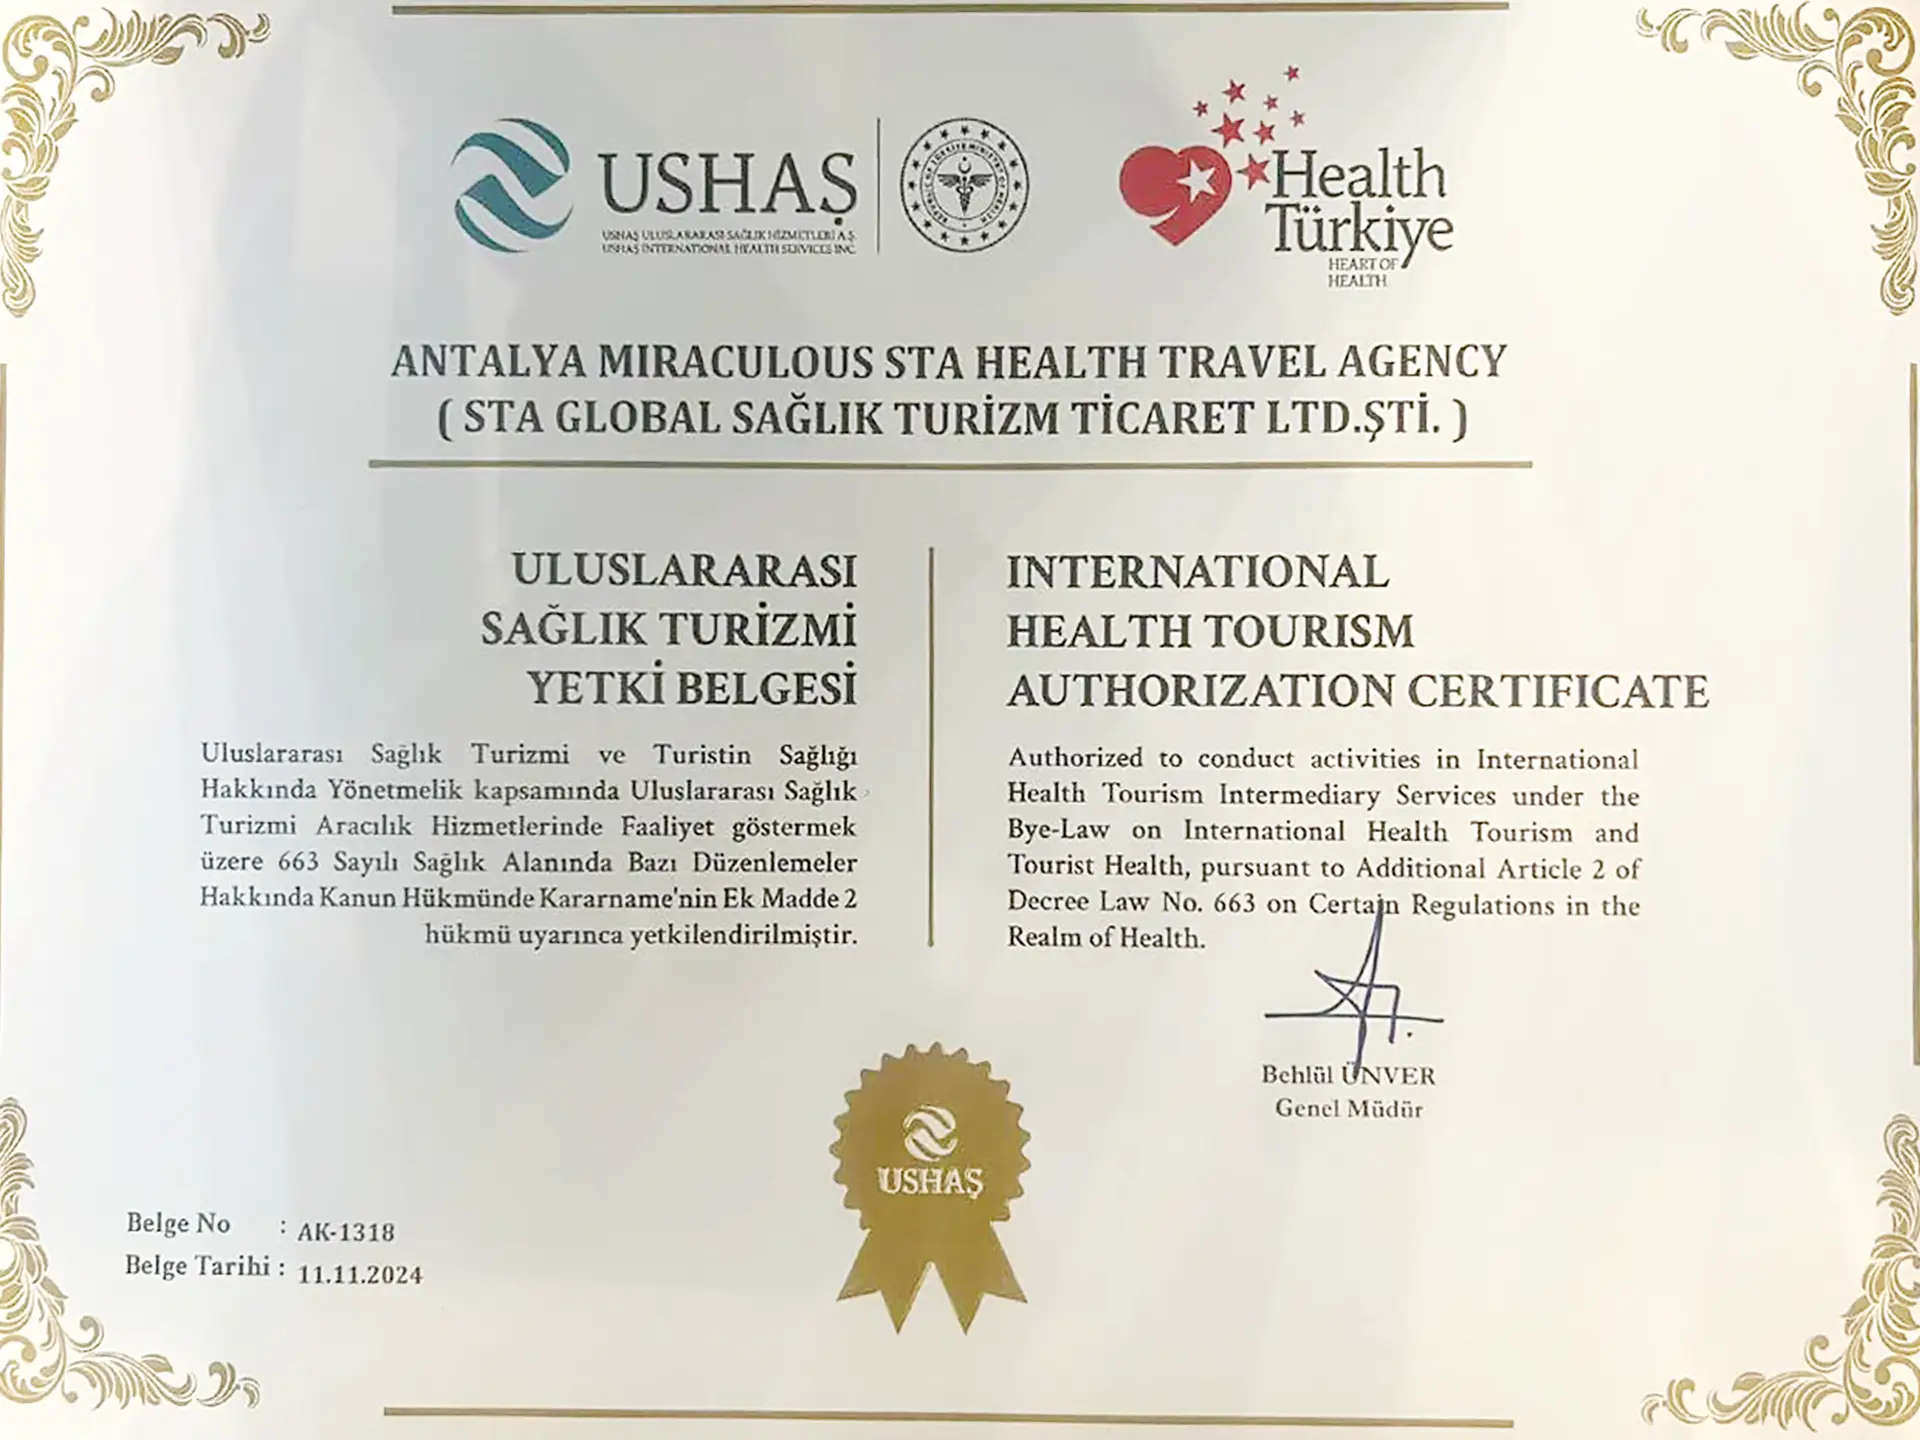 USHAŞ
USHAŞ ULUSLARARASI SAĞLIK HİZMETLERİ A.Ş.
USHAŞ INTERNATIONAL HEALTH SERVICES INC.
Health
Türkiye
HEART OF
HEALTH
ANTALYA MIRACULOUS STA HEALTH TRAVEL AGENCY
( STA GLOBAL SAĞLIK TURİZM TİCARET LTD.ŞTİ. )
ULUSLARARASI
SAĞLIK TURİZMİ
YETKİ BELGESİ
Uluslararası Sağlık Turizmi ve Turistin Sağlığı
Hakkında Yönetmelik kapsamında Uluslararası Sağlık
Turizmi Aracılık Hizmetlerinde Faaliyet göstermek
üzere 663 Sayılı Sağlık Alanında Bazı Düzenlemeler
Hakkında Kanun Hükmünde Kararname'nin Ek Madde 2
hükmü uyarınca yetkilendirilmiştir.
INTERNATIONAL
HEALTH TOURISM
AUTHORIZATION CERTIFICATE
Authorized to conduct activities in International
Health Tourism Intermediary Services under the
Bye-Law on International Health Tourism and
Tourist Health, pursuant to Additional Article 2 of
Decree Law No. 663 on Certain Regulations in the
Realm of Health.
Behlül ÜNVER
Genel Müdür
USHAŞ
Belge No : AK-1318
Belge Tarihi : 11.11.2024